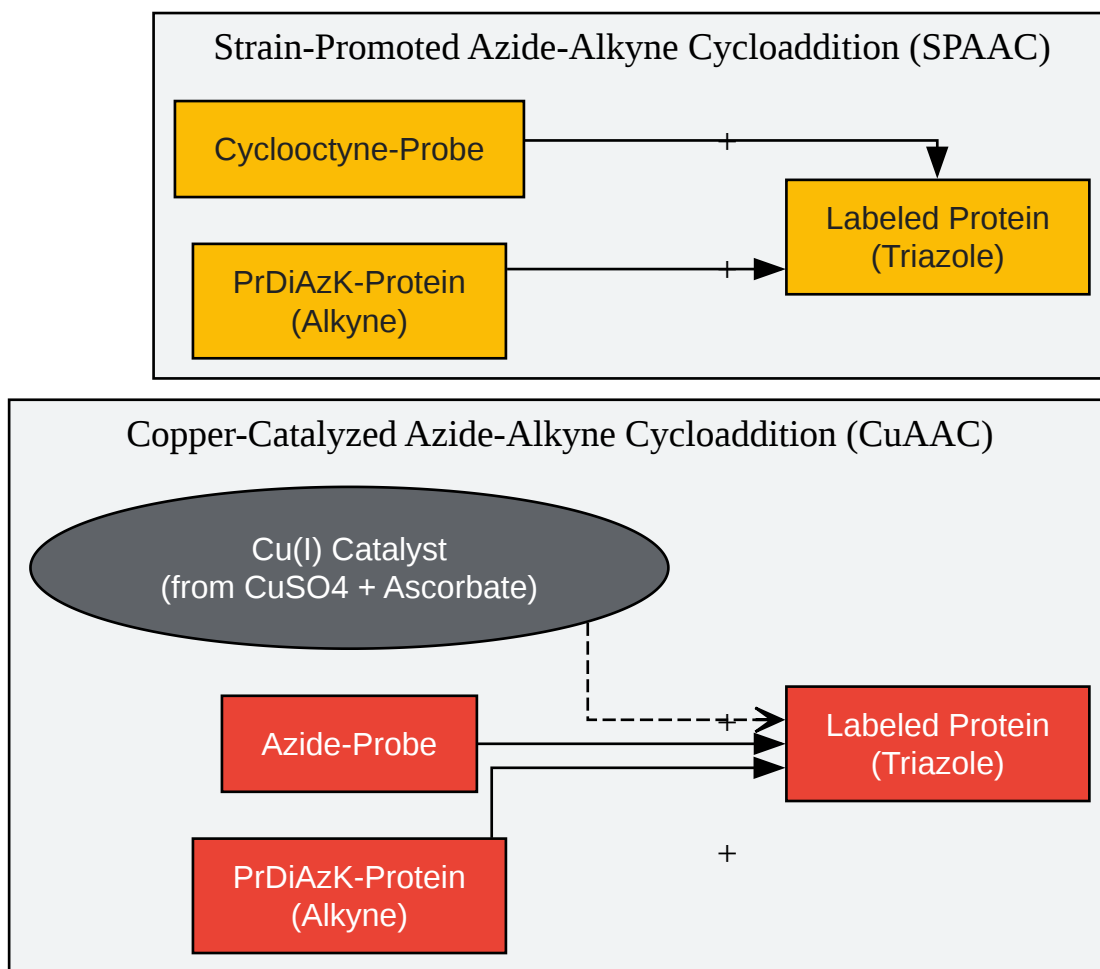 Strain-Promoted Azide-Alkyne Cycloaddition (SPAAC)
Cyclooctyne-Probe
+
Labeled Protein
(Triazole)
PrDiAzK-Protein
(Alkyne)
+
Copper-Catalyzed Azide-Alkyne Cycloaddition (CuAAC)
Cu(I) Catalyst
(from CuSO4 + Ascorbate)
Azide-Probe
+
Labeled Protein
(Triazole)
PrDiAzK-Protein
(Alkyne)
+